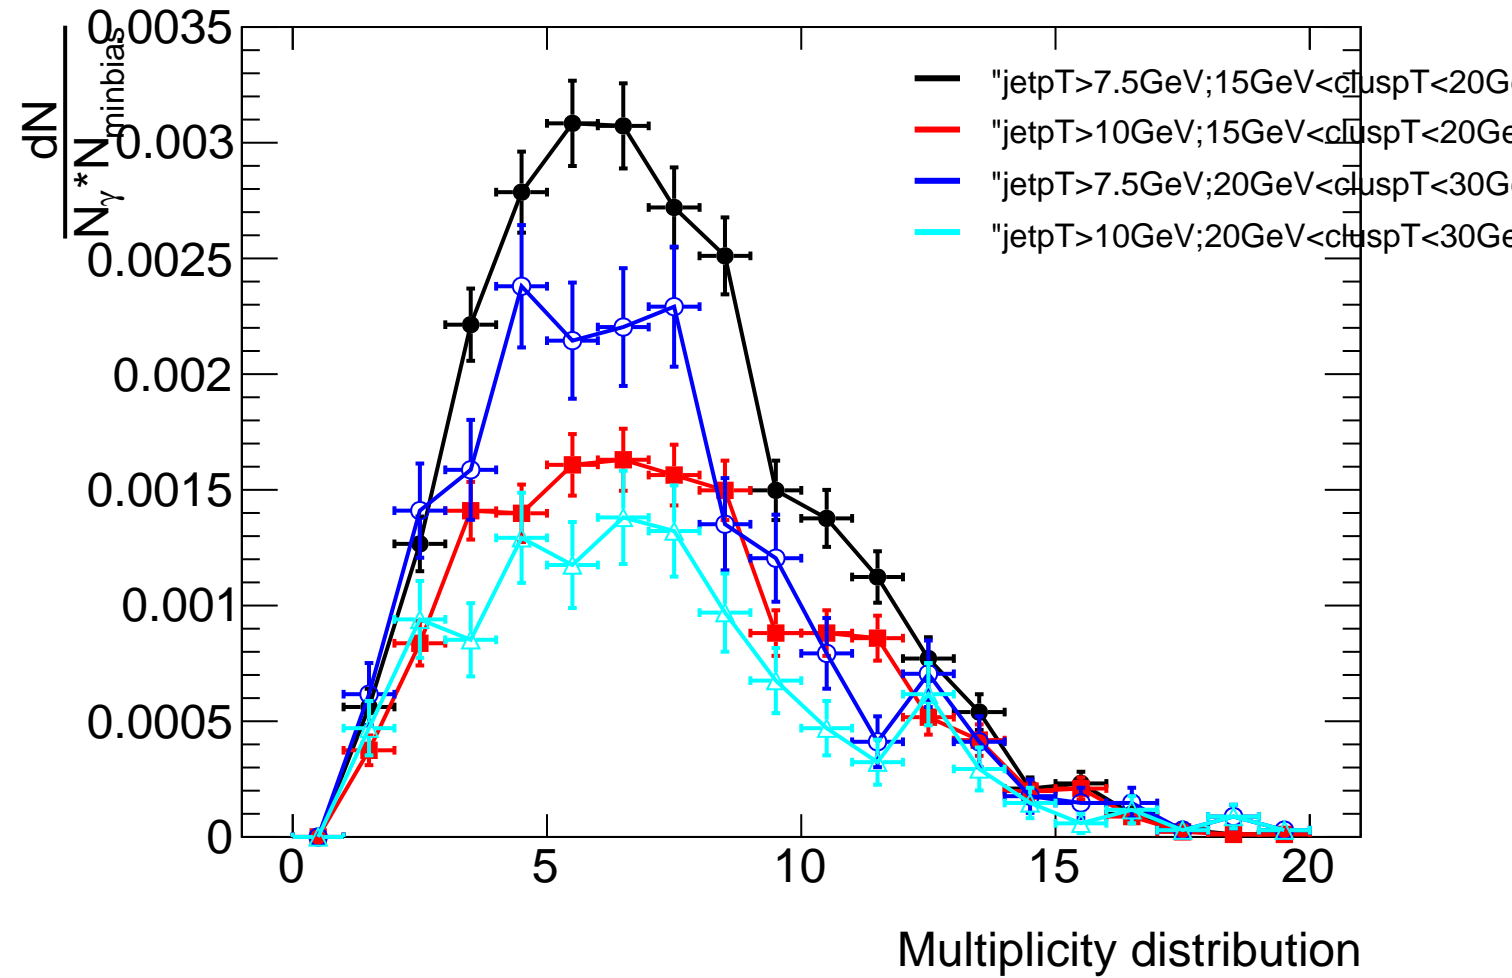 0.0035
0.003
0.0025
0.002
0.0015
0.001
0.0005
0
dN
Nγ*Nminbias
"jetpT>7.5GeV;15GeV<cluspT<20G
"jetpT>10GeV;15GeV<cluspT<20Ge
"jetpT>7.5GeV;20GeV<cluspT<30G
"jetpT>10GeV;20GeV<cluspT<30Ge
0 5 10 15 20
Multiplicity distribution